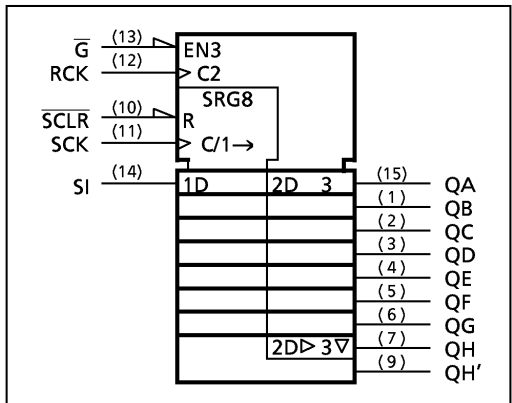 G̅ (13) EN3
RCK (12) C2
SRG8
S̅C̅L̅R̅ (10) R
SCK (11) C/1→
SI (14) 1D 2D 3 (15) QA
(1) QB
(2) QC
(3) QD
(4) QE
(5) QF
(6) QG
2D▷ 3▽ (7) QH
(9) QH′